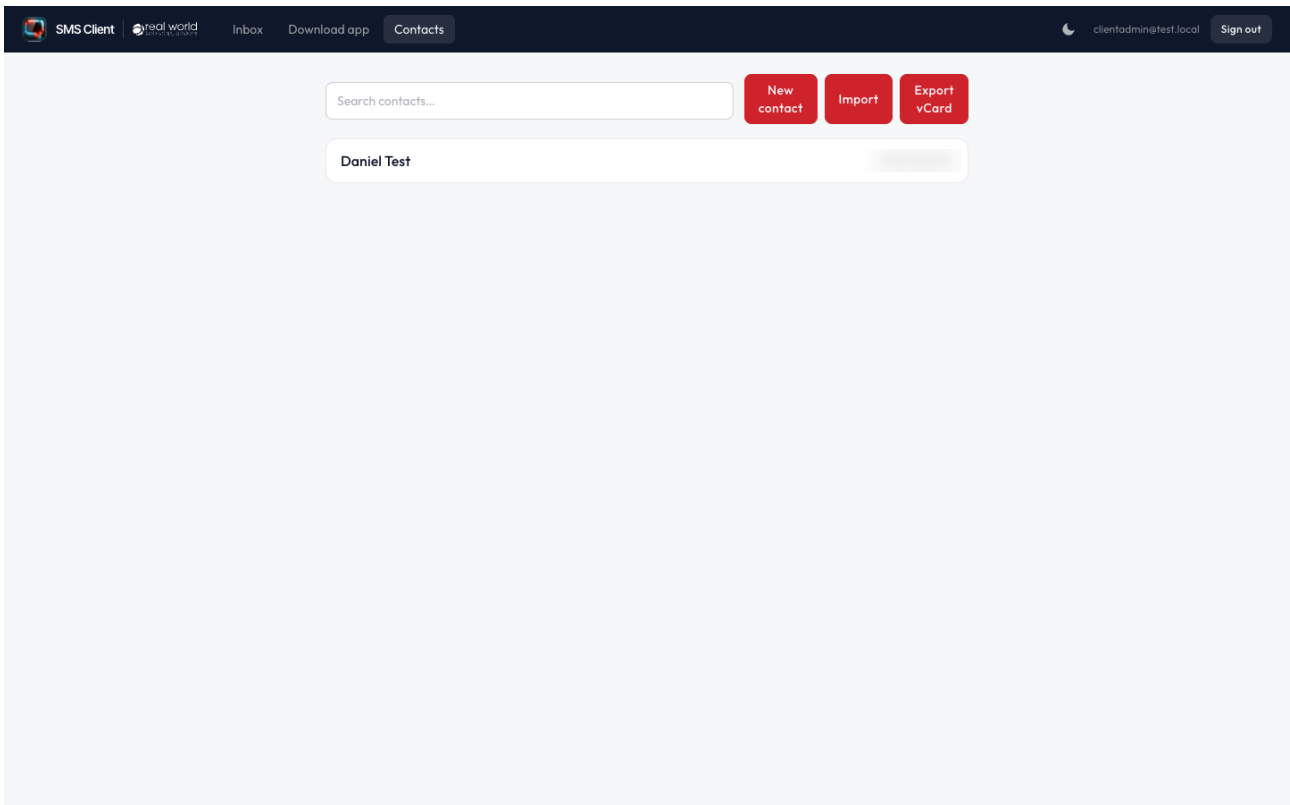 SMS Client
real world
Inbox
Download app
Contacts
clientadmin@test.local
Sign out
Search contacts...
New
contact
Import
Export
vCard
Daniel Test